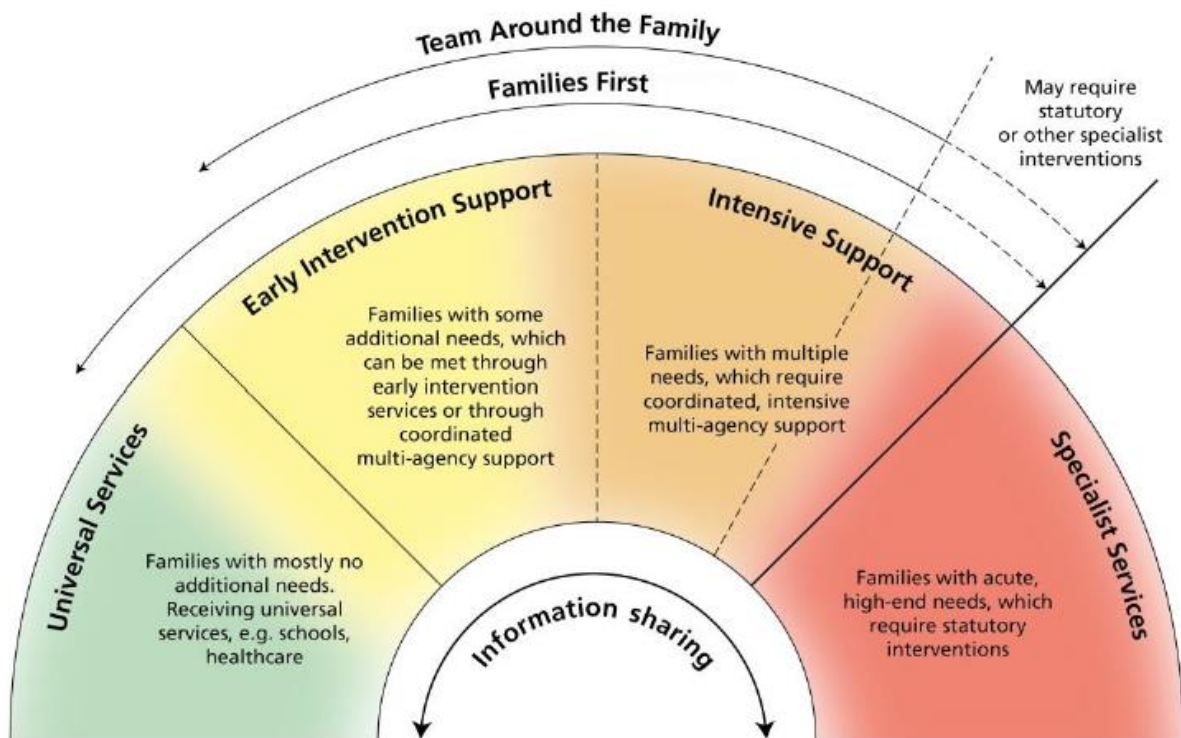 Team Around the Family
Families First
May require
statutory
or other specialist
interventions
Early Intervention Support
Intensive Support
Families with some
additional needs, which
can be met through
early intervention
services or through
coordinated
multi-agency support
Families with multiple
needs, which require
coordinated, intensive
multi-agency support
Universal Services
Specialist Services
Families with mostly no
additional needs.
Receiving universal
services, e.g. schools,
healthcare
Families with acute,
high-end needs, which
require statutory
interventions
Information sharing